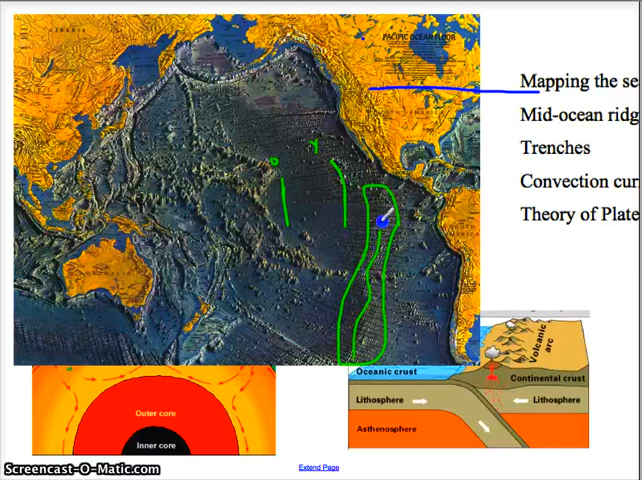 PACIFIC OCEAN FLOOR
Mapping the se
Mid-ocean ridg
Trenches
Convection cur
Theory of Plate
o
Y
Outer core
Inner core
Volcanic
arc
Oceanic crust
Continental crust
Lithosphere
Lithosphere
Asthenosphere
Extend Page
Screencast-O-Matic.com